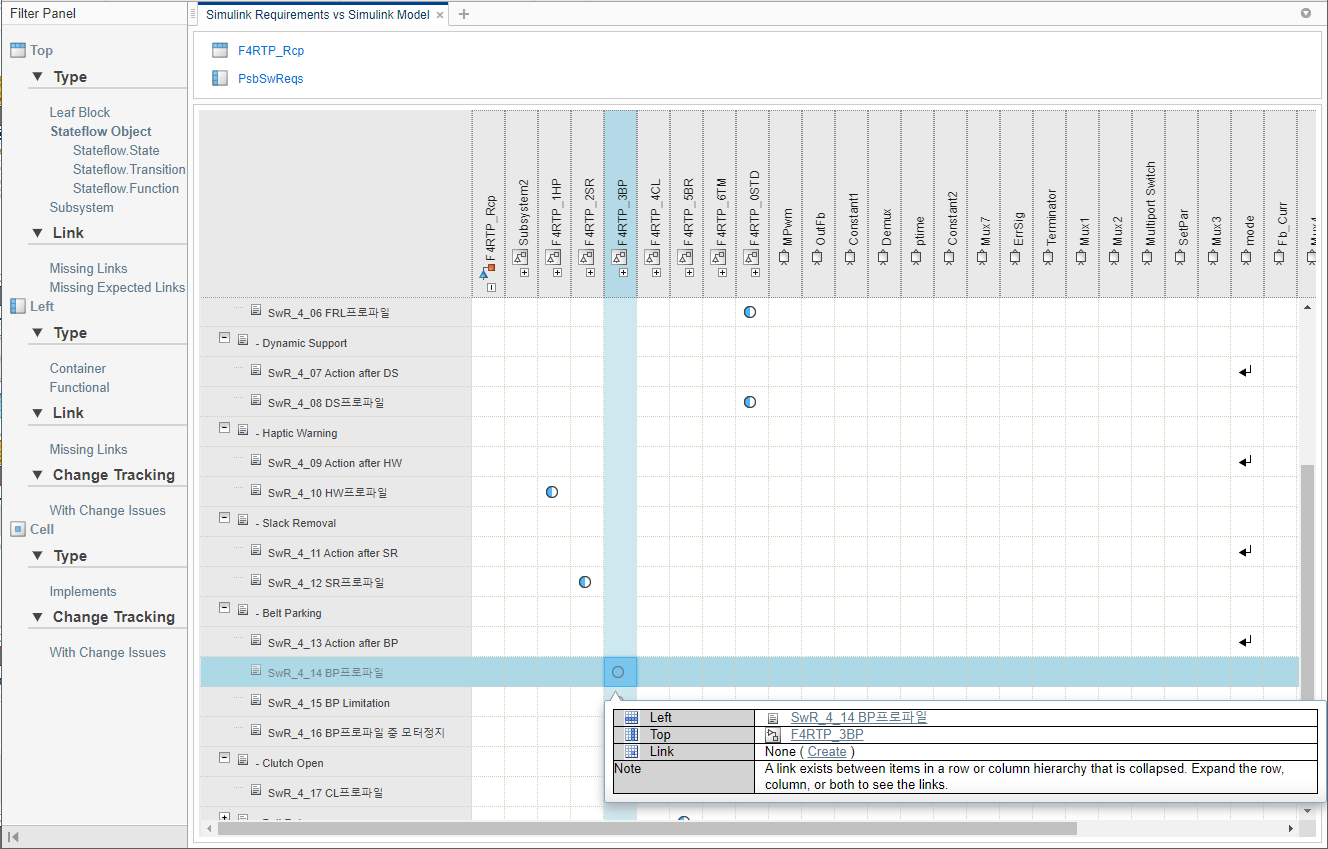 Filter Panel
Simulink Requirements vs Simulink Model
Top
Type
Leaf Block
Stateflow Object
Stateflow.State
Stateflow.Transition
Stateflow.Function
Subsystem
Link
Missing Links
Missing Expected Links
Left
Type
Container
Functional
Link
Missing Links
Change Tracking
With Change Issues
Cell
Type
Implements
Change Tracking
With Change Issues
F4RTP_Rcp
PsbSwReqs
F4RTP_Rcp
Subsystem2
F4RTP_1HP
F4RTP_2SR
F4RTP_3BP
F4RTP_4CL
F4RTP_5BR
F4RTP_6TM
F4RTP_0STD
MPwm
OutFb
Constant1
Demux
ptime
Constant2
Mux7
ErrSig
Terminator
Mux1
Mux2
Multiport Switch
SetPar
Mux3
mode
Fb_Curr
SwR_4_06 FRL프로파일
- Dynamic Support
SwR_4_07 Action after DS
SwR_4_08 DS프로파일
- Haptic Warning
SwR_4_09 Action after HW
SwR_4_10 HW프로파일
- Slack Removal
SwR_4_11 Action after SR
SwR_4_12 SR프로파일
- Belt Parking
SwR_4_13 Action after BP
SwR_4_14 BP프로파일
SwR_4_15 BP Limitation
SwR_4_16 BP프로파일 중 모터정지
- Clutch Open
SwR_4_17 CL프로파일
Left SwR_4_14 BP프로파일
Top F4RTP_3BP
Link None ( Create )
Note A link exists between items in a row or column hierarchy that is collapsed. Expand the row,
column, or both to see the links.